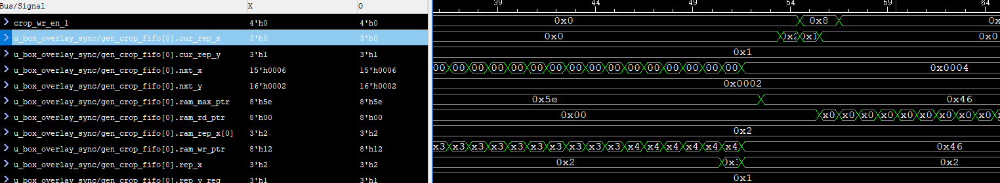 Bus/Signal X O 39 44 49 54 59 64
crop_wr_en_1 4'h0 4'h0 0x0 0x8 0x
u_box_overlay_sync/gen_crop_fifo[0].cur_rep_x 3'h0 3'h0 0x0 0x2 0x1 0x0
u_box_overlay_sync/gen_crop_fifo[0].cur_rep_y 3'h1 3'h1 0x1
u_box_overlay_sync/gen_crop_fifo[0].nxt_x 15'h0006 15'h0006 00 00 00 00 00 00 00 00 00 00 00 00 00 00 00 00 0x0004
u_box_overlay_sync/gen_crop_fifo[0].nxt_y 16'h0002 16'h0002 0x0002
u_box_overlay_sync/gen_crop_fifo[0].ram_max_ptr 8'h5e 8'h5e 0x5e 0x46
u_box_overlay_sync/gen_crop_fifo[0].ram_rd_ptr 8'h00 8'h00 0x00 x0 x0 x0 x0 x0 x0 x0 x0 x0
u_box_overlay_sync/gen_crop_fifo[0].ram_rep_x[0] 3'h2 3'h2 0x2
u_box_overlay_sync/gen_crop_fifo[0].ram_wr_ptr 8'h12 8'h12 x3 x3 x3 x3 x3 x3 x3 x3 x3 x3 x4 x4 x4 x4 x4 x4 0x46
u_box_overlay_sync/gen_crop_fifo[0].rep_x 3'h2 3'h2 0x2 0x3 0x2
u_box_overlay_sync/gen_crop_fifo[0].rep_y_reg 3'h1 3'h1 0x1